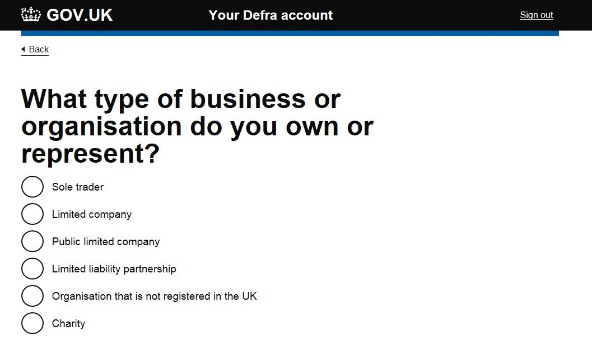 GOV.UK
Your Defra account
Sign out
Back
What type of business or
organisation do you own or
represent?
Sole trader
Limited company
Public limited company
Limited liability partnership
Organisation that is not registered in the UK
Charity